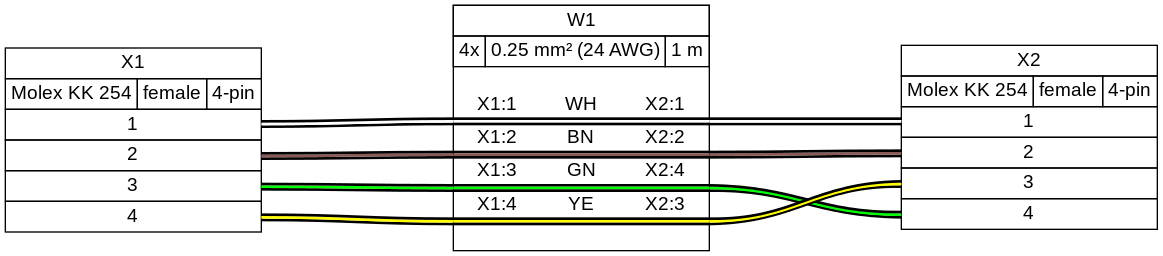 X1
Molex KK 254 female 4-pin
1
2
3
4
W1
4x 0.25 mm² (24 AWG) 1 m
X1:1 WH X2:1
X1:2 BN X2:2
X1:3 GN X2:4
X1:4 YE X2:3
X2
Molex KK 254 female 4-pin
1
2
3
4